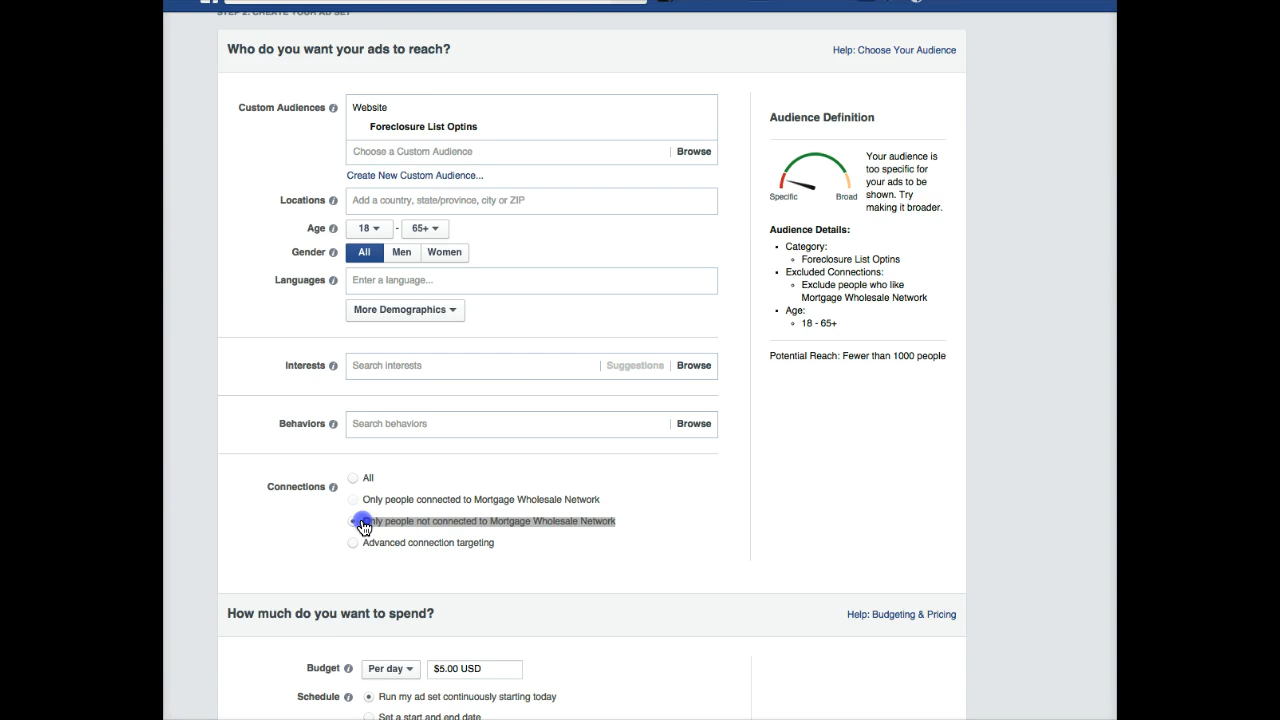 STEP 2: CREATE YOUR AD SET
Who do you want your ads to reach?
Help: Choose Your Audience
Custom Audiences
Website
Foreclosure List Optins
Choose a Custom Audience
Browse
Create New Custom Audience...
Locations
Add a country, state/province, city or ZIP
Age
18 - 65+
Gender
All Men Women
Languages
Enter a language...
More Demographics
Interests
Search interests
Suggestions
Browse
Behaviors
Search behaviors
Browse
Connections
All
Only people connected to Mortgage Wholesale Network
Only people not connected to Mortgage Wholesale Network
Advanced connection targeting
Audience Definition
Specific
Broad
Your audience is
too specific for
your ads to be
shown. Try
making it broader.
Audience Details:
Category:
Foreclosure List Optins
Excluded Connections:
Exclude people who like
Mortgage Wholesale Network
Age:
18 - 65+
Potential Reach: Fewer than 1000 people
How much do you want to spend?
Help: Budgeting & Pricing
Budget
Per day
$5.00 USD
Schedule
Run my ad set continuously starting today
Set a start and end date